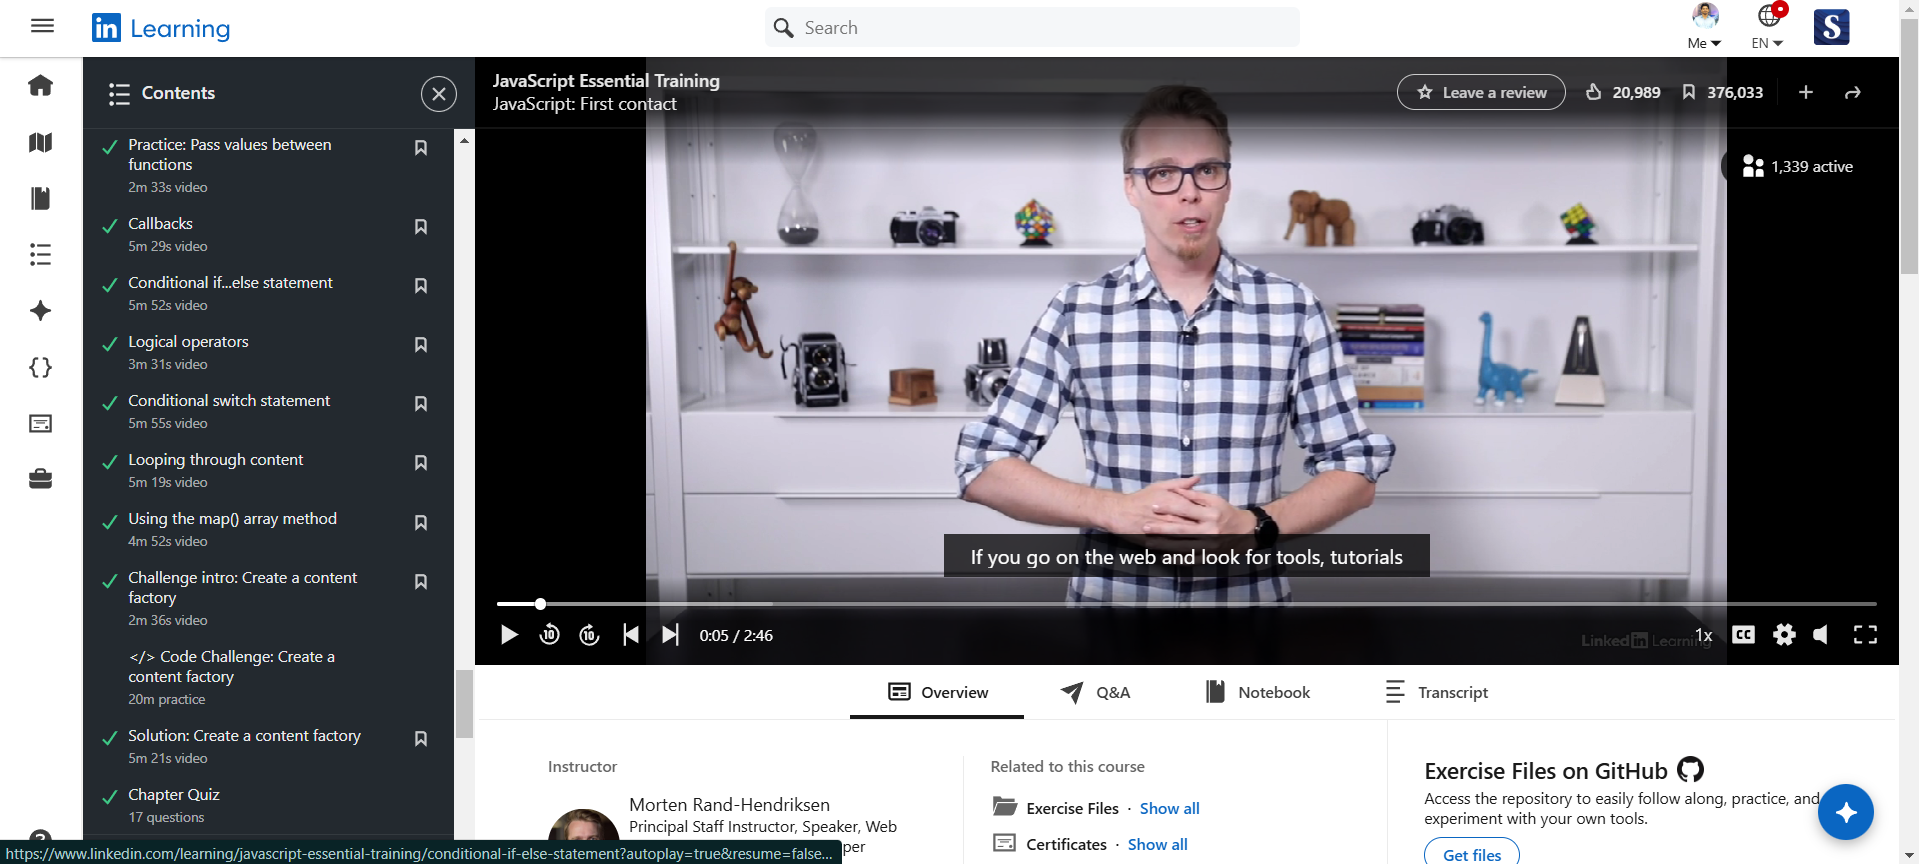 in Learning
Search
Me
EN
S
Contents
JavaScript Essential Training
JavaScript: First contact
Leave a review
20,989
376,033
1,339 active
Practice: Pass values between
functions
2m 33s video
Callbacks
5m 29s video
Conditional if...else statement
5m 52s video
Logical operators
3m 31s video
Conditional switch statement
5m 55s video
Looping through content
5m 19s video
Using the map() array method
4m 52s video
Challenge intro: Create a content
factory
2m 36s video
</> Code Challenge: Create a
content factory
20m practice
Solution: Create a content factory
5m 21s video
Chapter Quiz
17 questions
If you go on the web and look for tools, tutorials
10
10
0:05 / 2:46
Linked in Learning
1x
CC
Overview
Q&A
Notebook
Transcript
Instructor
Morten Rand-Hendriksen
Principal Staff Instructor, Speaker, Web
per
Related to this course
Exercise Files · Show all
Certificates · Show all
Exercise Files on GitHub
Access the repository to easily follow along, practice, and
experiment with your own tools.
Get files
https://www.linkedin.com/learning/javascript-essential-training/conditional-if-else-statement?autoplay=true&resume=false...